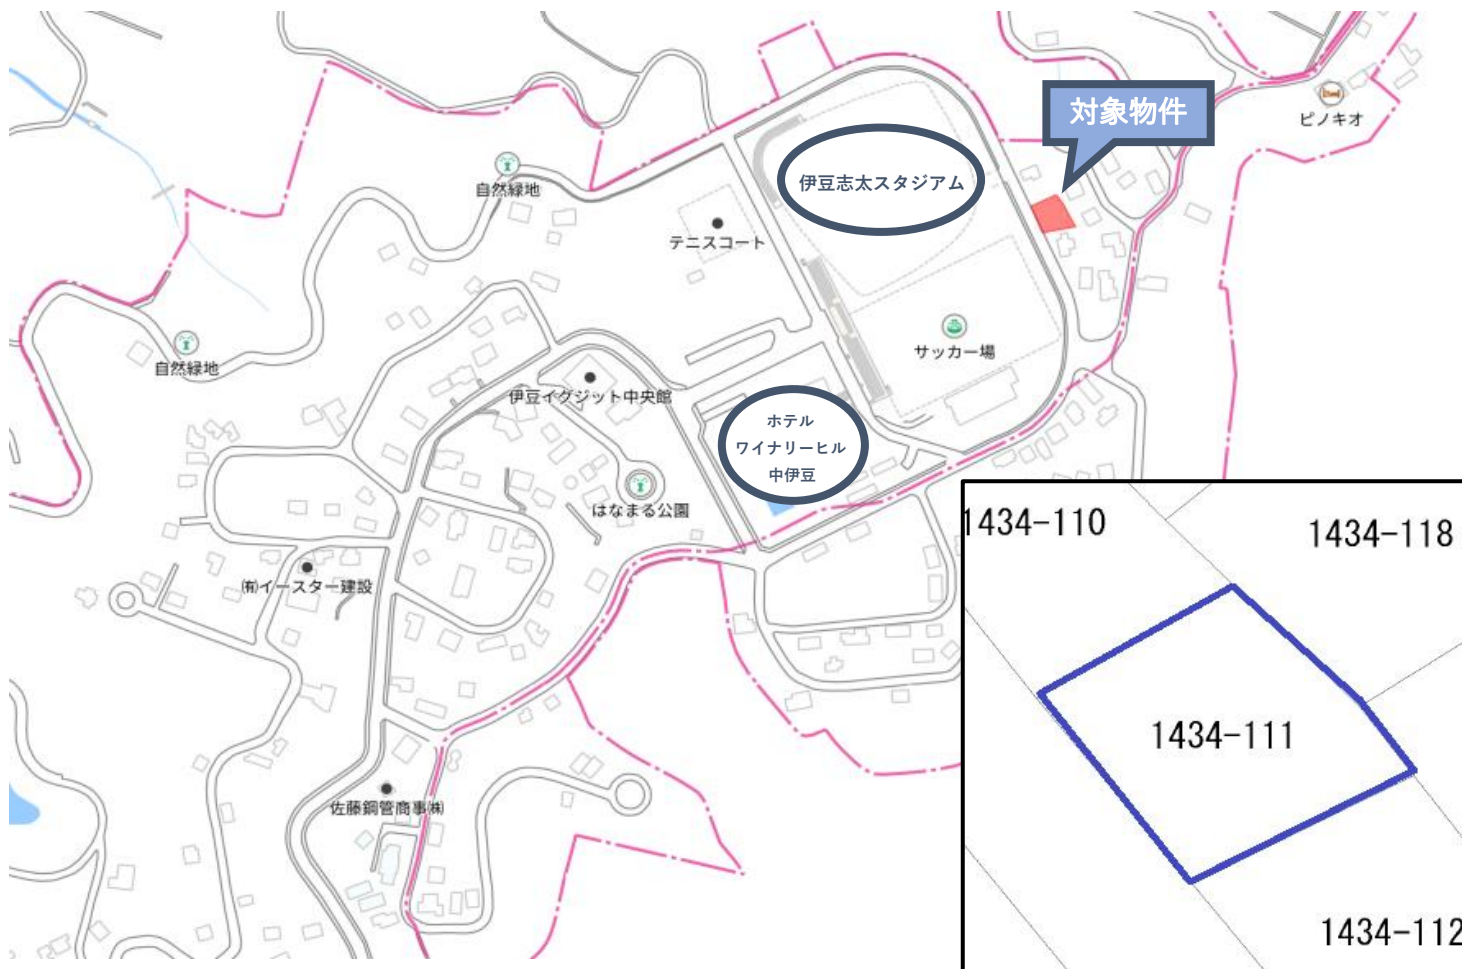 対象物件
ピノキオ
伊豆志太スタジアム
自然緑地
テニスコート
サッカー場
自然緑地
伊豆イグジット中央館
ホテル
ワイナリーヒル
中伊豆
はなまる公園
㈲イースター建設
佐藤鋼管商事㈱
1434-110
1434-118
1434-111
1434-112